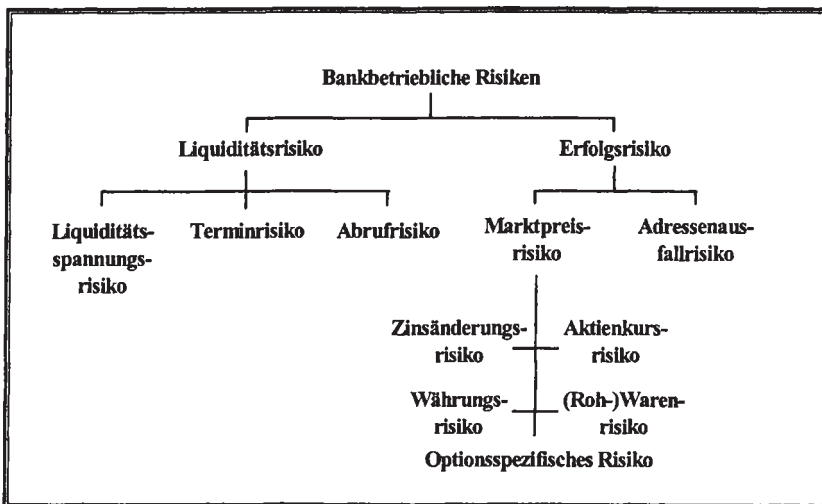 Bankbetriebliche Risiken
Liquiditätsrisiko
Erfolgsrisiko
Liquiditäts-
spannungs-
risiko
Terminrisiko
Abrufrisiko
Marktpreis-
risiko
Adressenaus-
fallrisiko
Zinsänderungs-
risiko
Aktienkurs-
risiko
Währungs-
risiko
(Roh-)Waren-
risiko
Optionsspezifisches Risiko